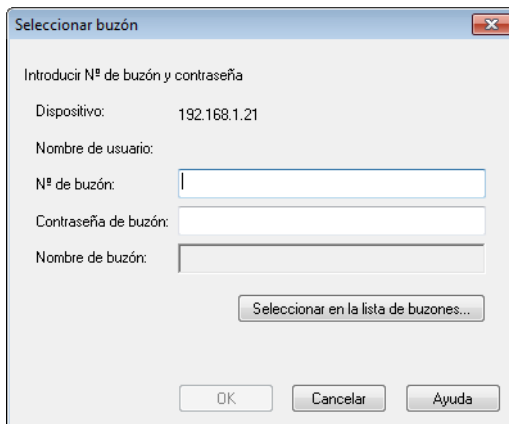 Seleccionar buzón
Introducir Nº de buzón y contraseña
Dispositivo: 192.168.1.21
Nombre de usuario:
Nº de buzón:
Contraseña de buzón:
Nombre de buzón:
Seleccionar en la lista de buzones...
OK Cancelar Ayuda